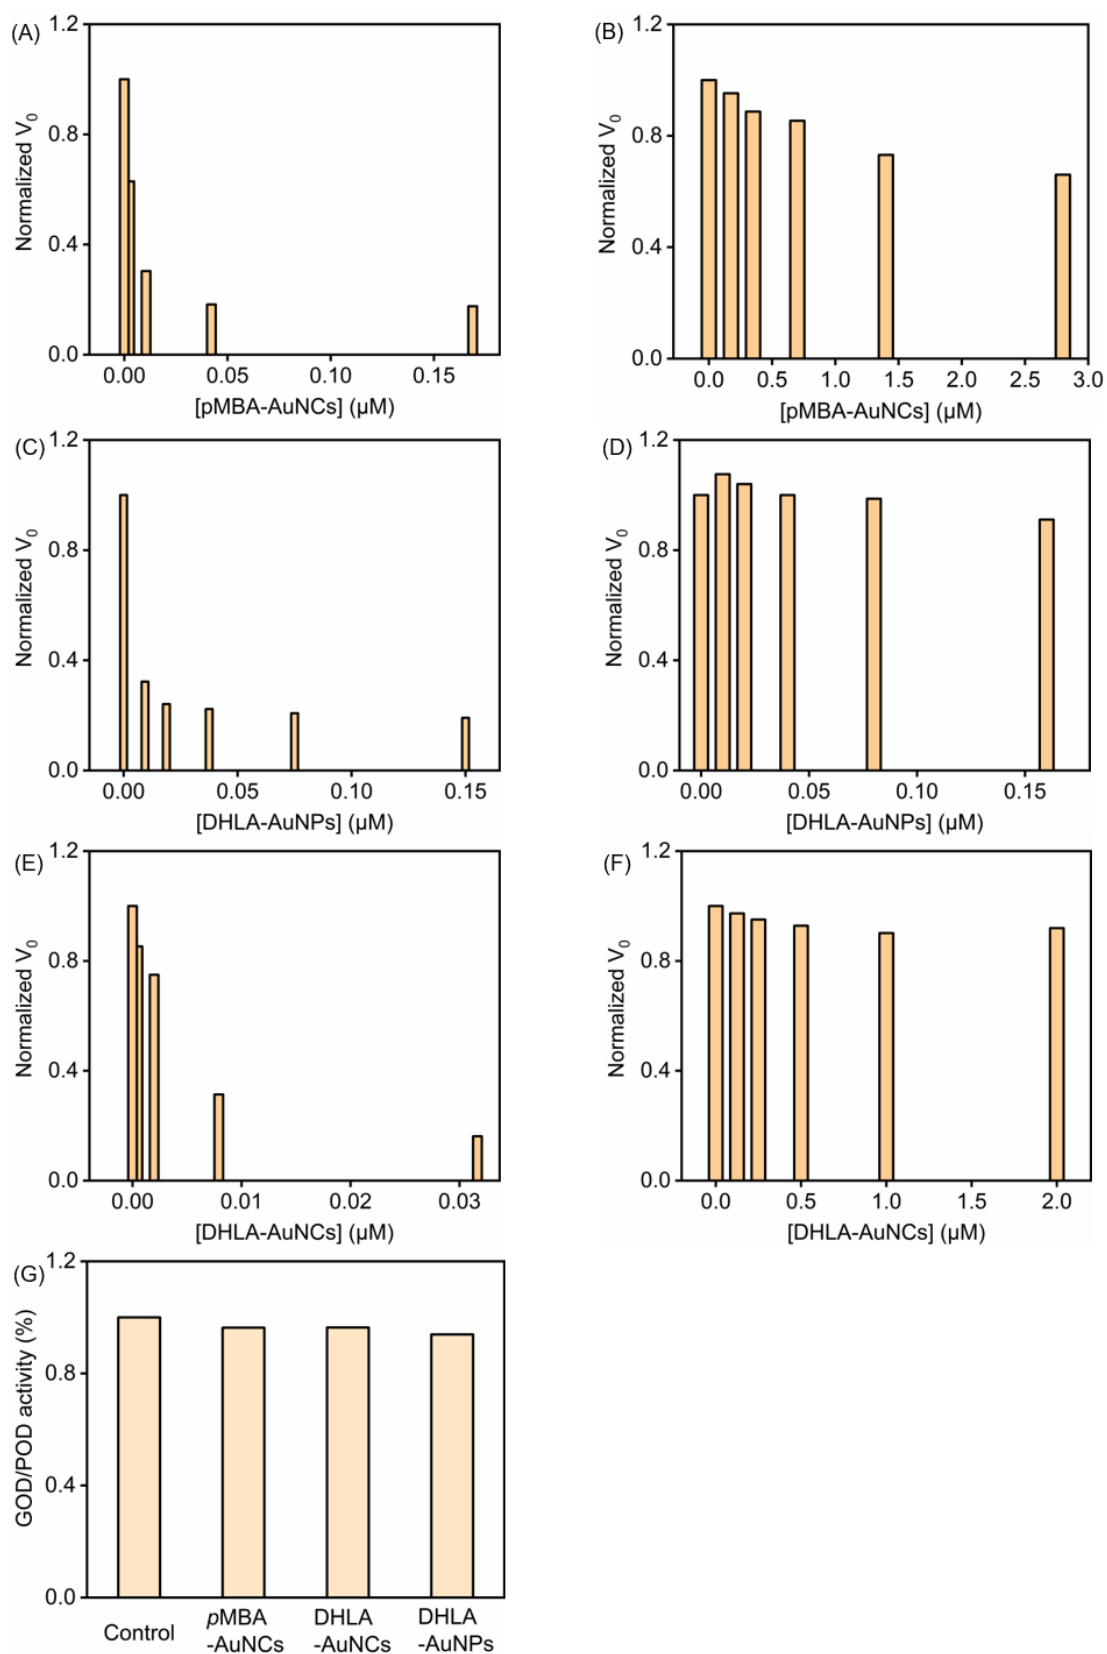 (A)
1.2
0.8
0.4
0.0
Normalized V0
0.00 0.05 0.10 0.15
[pMBA-AuNCs] (μM)
(B)
1.2
0.8
0.4
0.0
Normalized V0
0.0 0.5 1.0 1.5 2.0 2.5 3.0
[pMBA-AuNCs] (μM)
(C)
1.2
0.8
0.4
0.0
Normalized V0
0.00 0.05 0.10 0.15
[DHLA-AuNPs] (μM)
(D)
1.2
0.8
0.4
0.0
Normalized V0
0.00 0.05 0.10 0.15
[DHLA-AuNPs] (μM)
(E)
1.2
0.8
0.4
0.0
Normalized V0
0.00 0.01 0.02 0.03
[DHLA-AuNCs] (μM)
(F)
1.2
0.8
0.4
0.0
Normalized V0
0.0 0.5 1.0 1.5 2.0
[DHLA-AuNCs] (μM)
(G)
1.2
0.8
0.4
0.0
GOD/POD activity (%)
Control
pMBA
-AuNCs
DHLA
-AuNCs
DHLA
-AuNPs